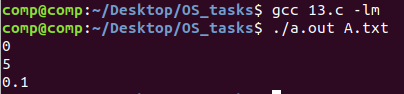 comp@comp:~/Desktop/OS_tasks$ gcc 13.c -lm
comp@comp:~/Desktop/OS_tasks$ ./a.out A.txt
0
5
0.1